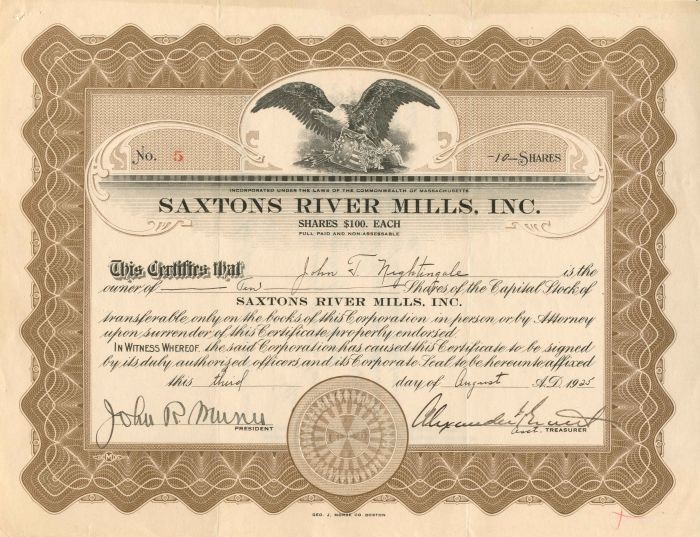 No. 5
-10- SHARES
INCORPORATED UNDER THE LAWS OF THE COMMONWEALTH OF MASSACHUSETTS
SAXTONS RIVER MILLS, INC.
SHARES $100. EACH
FULL PAID AND NON-ASSESSABLE
This Certifies that John T. Nightingale is the
owner of Ten Shares of the Capital Stock of
SAXTONS RIVER MILLS, INC.
transferable only on the books of this Corporation in person or by Attorney
upon surrender of this Certificate properly endorsed.
IN WITNESS WHEREOF, the said Corporation has caused this Certificate to be signed
by its duly authorized officers and its Corporate Seal to be hereunto affixed
this third day of August A.D. 1925
John R.
PRESIDENT
Alexander
Asst. TREASURER
GEO. J. MORSE CO. BOSTON